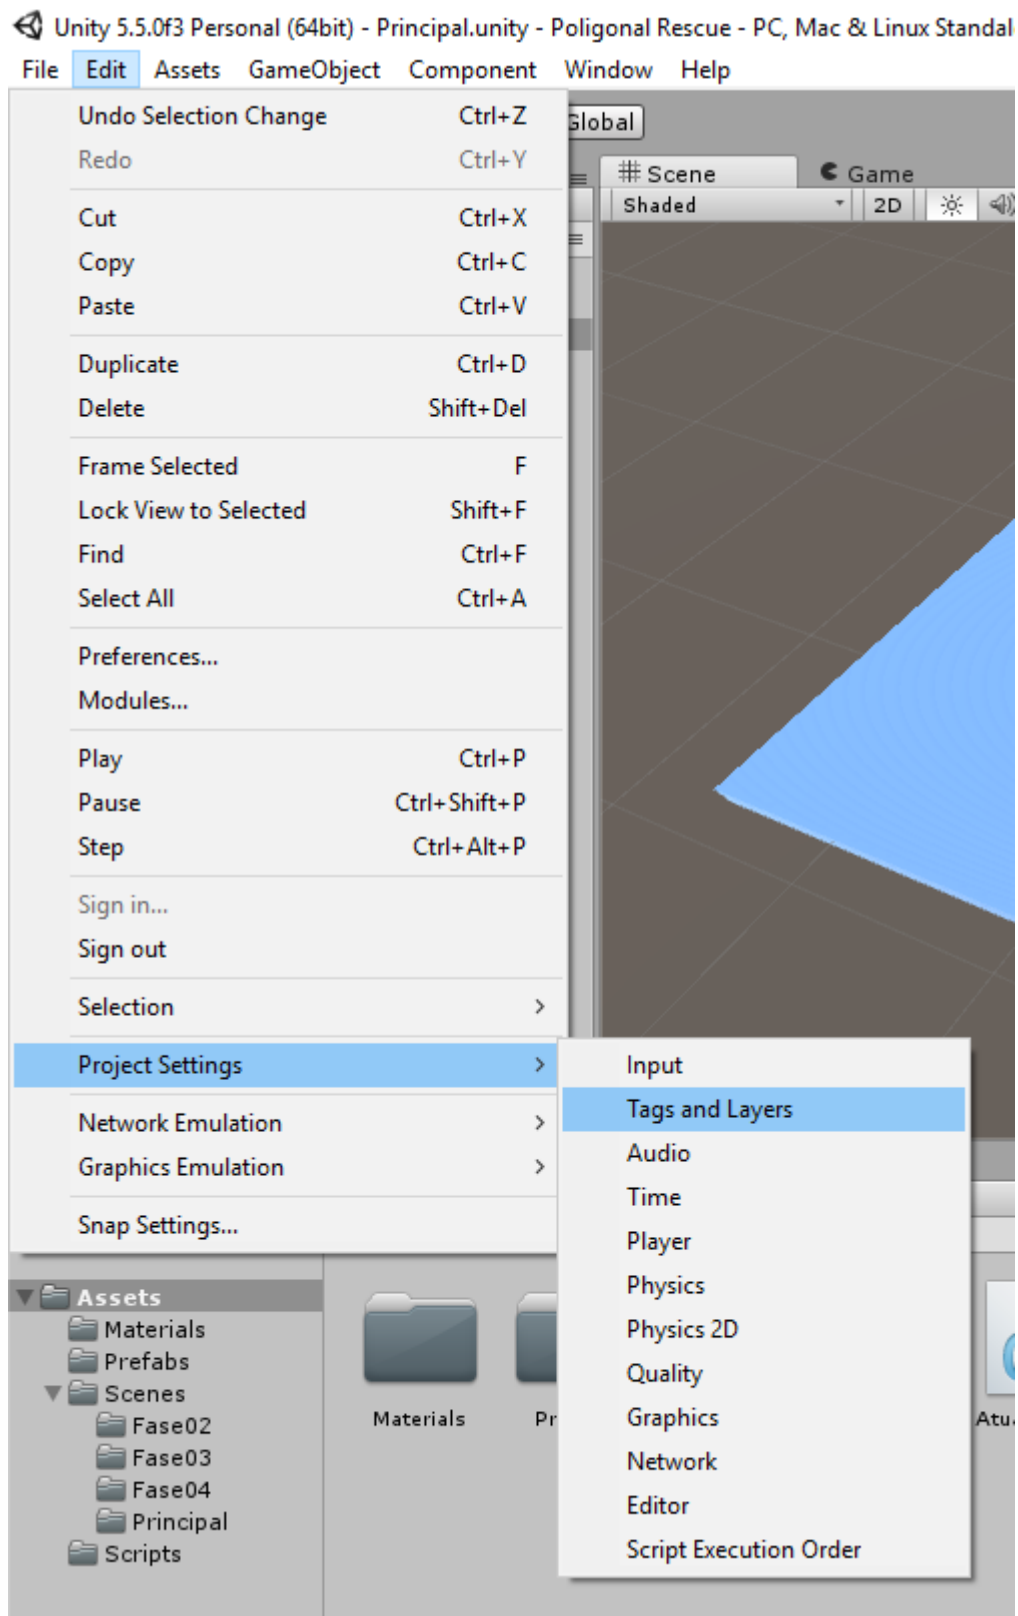 Unity 5.5.0f3 Personal (64bit) - Principal.unity - Poligonal Rescue - PC, Mac & Linux Standal
File Edit Assets GameObject Component Window Help
Undo Selection Change Ctrl+Z
Global
Redo Ctrl+Y
Scene Game
Shaded 2D
Cut Ctrl+X
Copy Ctrl+C
Paste Ctrl+V
Duplicate Ctrl+D
Delete Shift+Del
Frame Selected F
Lock View to Selected Shift+F
Find Ctrl+F
Select All Ctrl+A
Preferences...
Modules...
Play Ctrl+P
Pause Ctrl+Shift+P
Step Ctrl+Alt+P
Sign in...
Sign out
Selection
Project Settings
Network Emulation
Graphics Emulation
Snap Settings...
Input
Tags and Layers
Audio
Time
Player
Physics
Physics 2D
Quality
Graphics
Network
Editor
Script Execution Order
Assets
Materials
Prefabs
Scenes
Fase02
Fase03
Fase04
Principal
Scripts
Materials Pr Atu